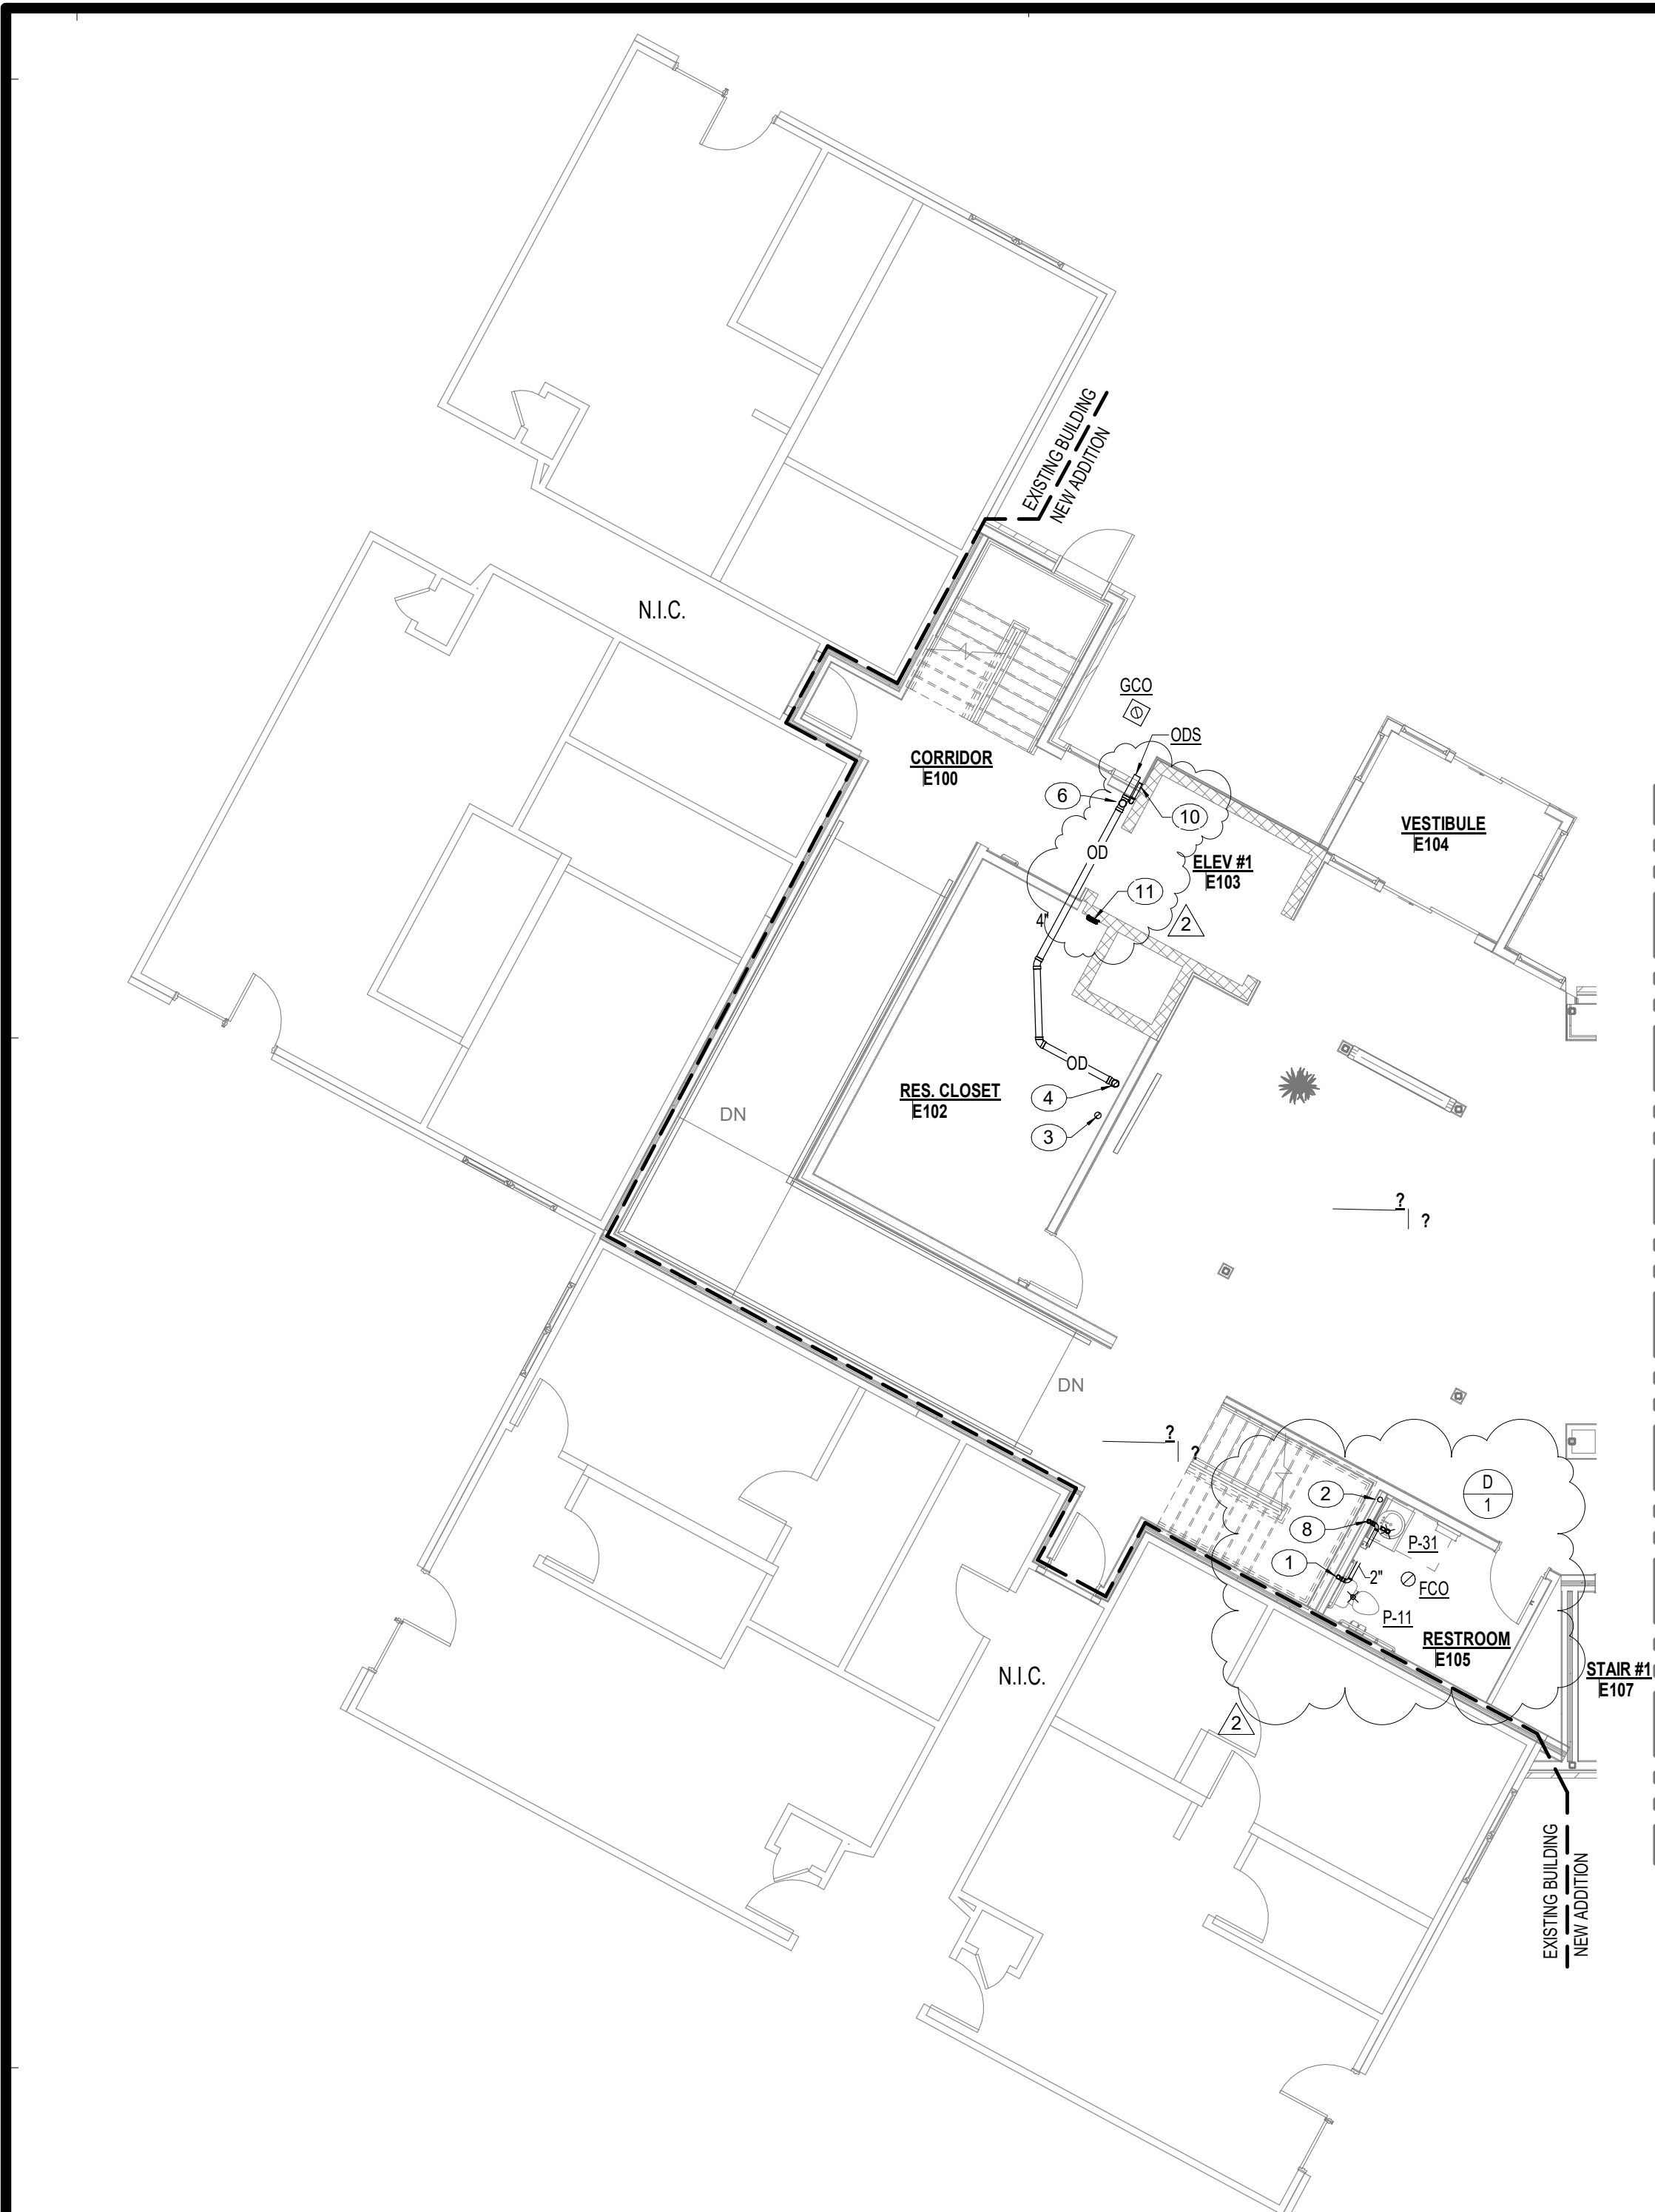 EXISTING BUILDING
NEW ADDITION
N.I.C.
GCO
ODS
CORRIDOR
E100
6
10
VESTIBULE
E104
OD
ELEV #1
E103
11
4"
2
OD
RES. CLOSET
E102
4
DN
3
?
?
DN
?
?
D
1
2
8
P-31
1
2"
FCO
P-11
RESTROOM
E105
N.I.C.
STAIR #1
E107
2
EXISTING BUILDING
NEW ADDITION